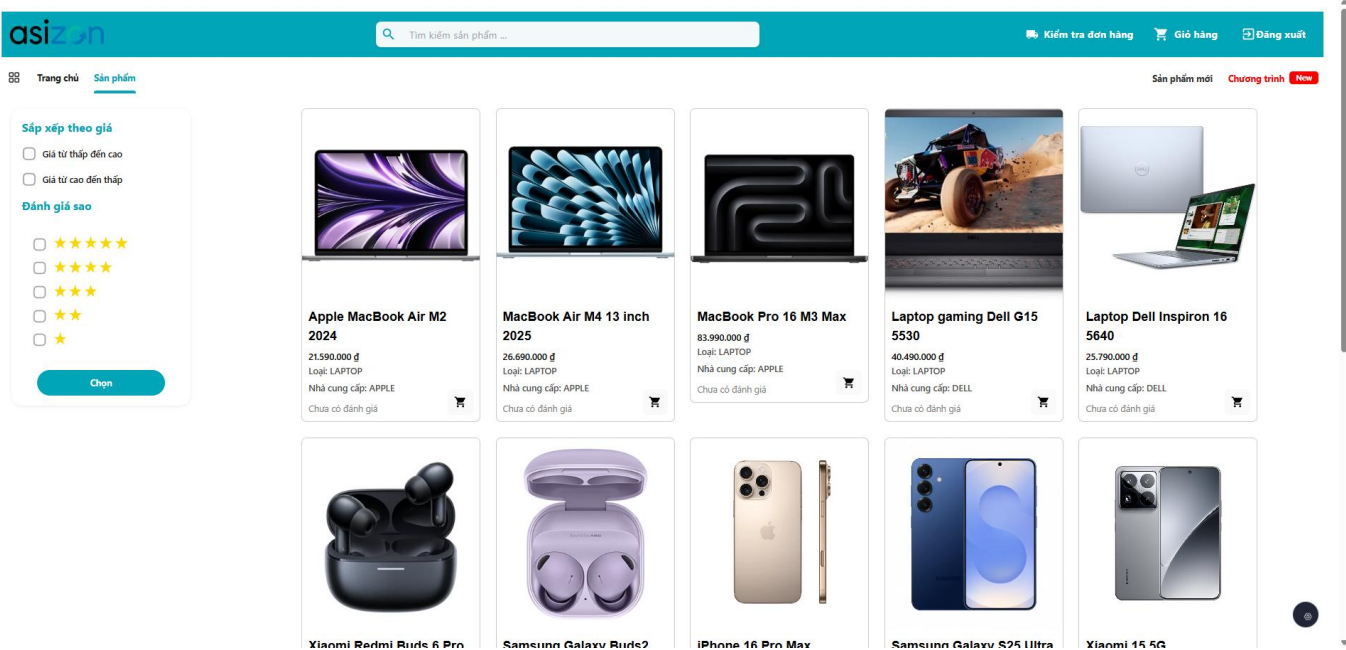 asizon
Tìm kiếm sản phẩm ...
Kiểm tra đơn hàng
Giỏ hàng
Đăng xuất
Trang chủ
Sản phẩm
Sản phẩm mới
Chương trình
New
Sắp xếp theo giá
Giá từ thấp đến cao
Giá từ cao đến thấp
Đánh giá sao
Chọn
Apple MacBook Air M2
2024
21.590.000 ₫
Loại: LAPTOP
Nhà cung cấp: APPLE
Chưa có đánh giá
MacBook Air M4 13 inch
2025
26.690.000 ₫
Loại: LAPTOP
Nhà cung cấp: APPLE
Chưa có đánh giá
MacBook Pro 16 M3 Max
83.990.000 ₫
Loại: LAPTOP
Nhà cung cấp: APPLE
Chưa có đánh giá
Laptop gaming Dell G15
5530
40.490.000 ₫
Loại: LAPTOP
Nhà cung cấp: DELL
Chưa có đánh giá
Laptop Dell Inspiron 16
5640
25.790.000 ₫
Loại: LAPTOP
Nhà cung cấp: DELL
Chưa có đánh giá
Xiaomi Redmi Buds 6 Pro
Samsung Galaxy Buds2
iPhone 16 Pro Max
Samsung Galaxy S25 Ultra
Xiaomi 15 5G